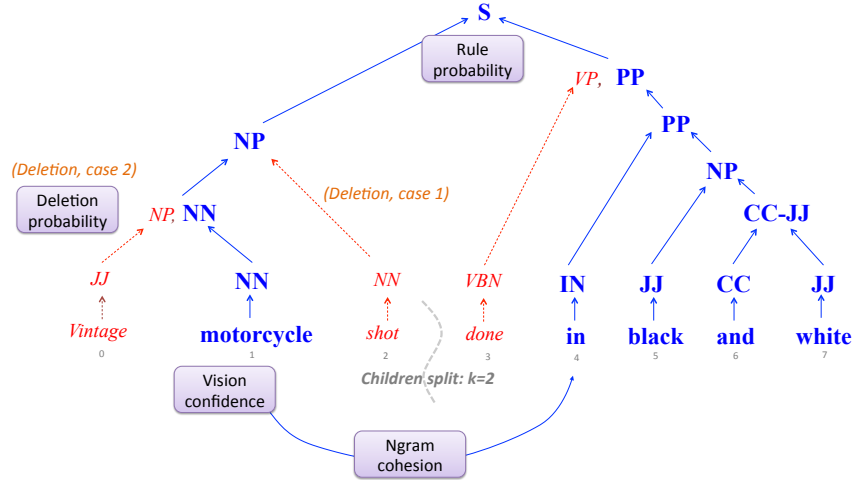 S
Rule
probability
VP, PP
PP
NP
(Deletion, case 2)
(Deletion, case 1)
NP
Deletion
probability
NP, NN
CC-JJ
JJ NN NN VBN IN JJ CC JJ
Vintage motorcycle shot done in black and white
0 1 2 3 4 5 6 7
Vision
confidence
Children split: k=2
Ngram
cohesion